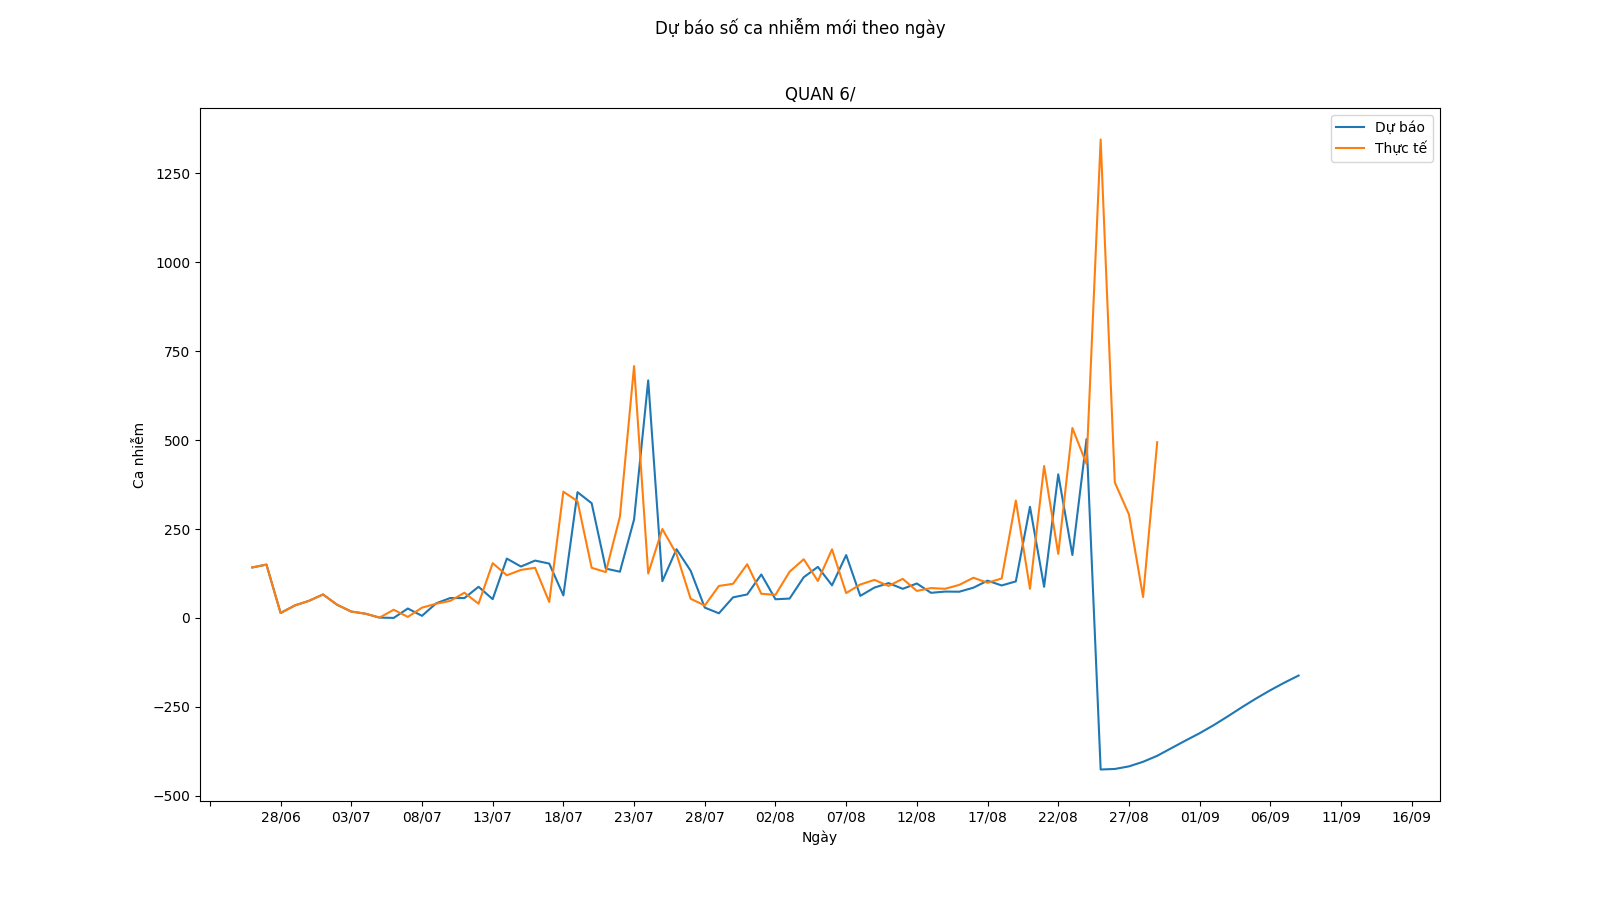 Dự báo số ca nhiễm mới theo ngày
QUAN 6/
Dự báo
Thực tế
1250
1000
750
500
250
0
−250
−500
Ca nhiễm
28/06 03/07 08/07 13/07 18/07 23/07 28/07 02/08 07/08 12/08 17/08 22/08 27/08 01/09 06/09 11/09 16/09
Ngày